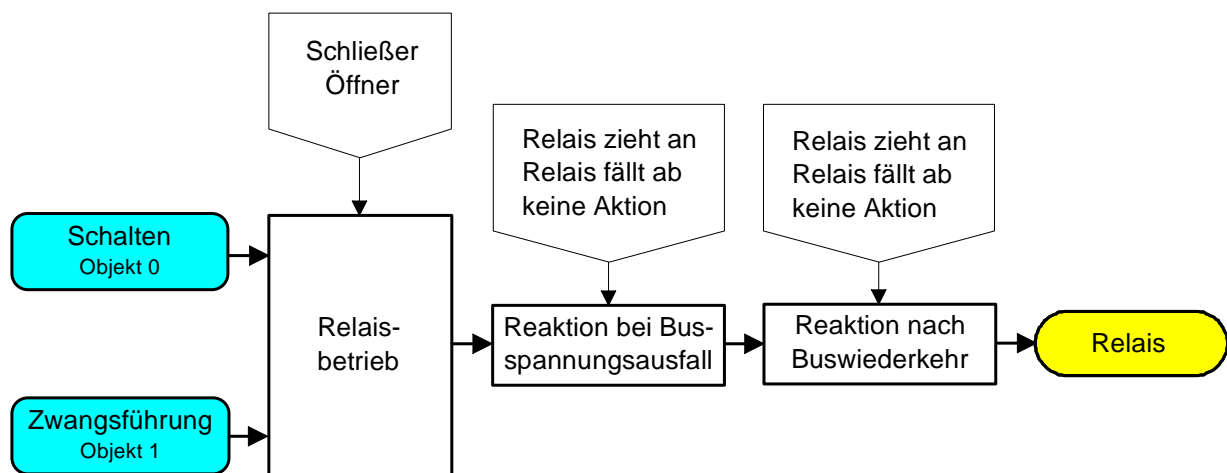 Schließer
Öffner
Relais zieht an
Relais fällt ab
keine Aktion
Relais zieht an
Relais fällt ab
keine Aktion
Schalten
Objekt 0
Relais-
betrieb
Reaktion bei Bus-
spannungsausfall
Reaktion nach
Buswiederkehr
Relais
Zwangsführung
Objekt 1